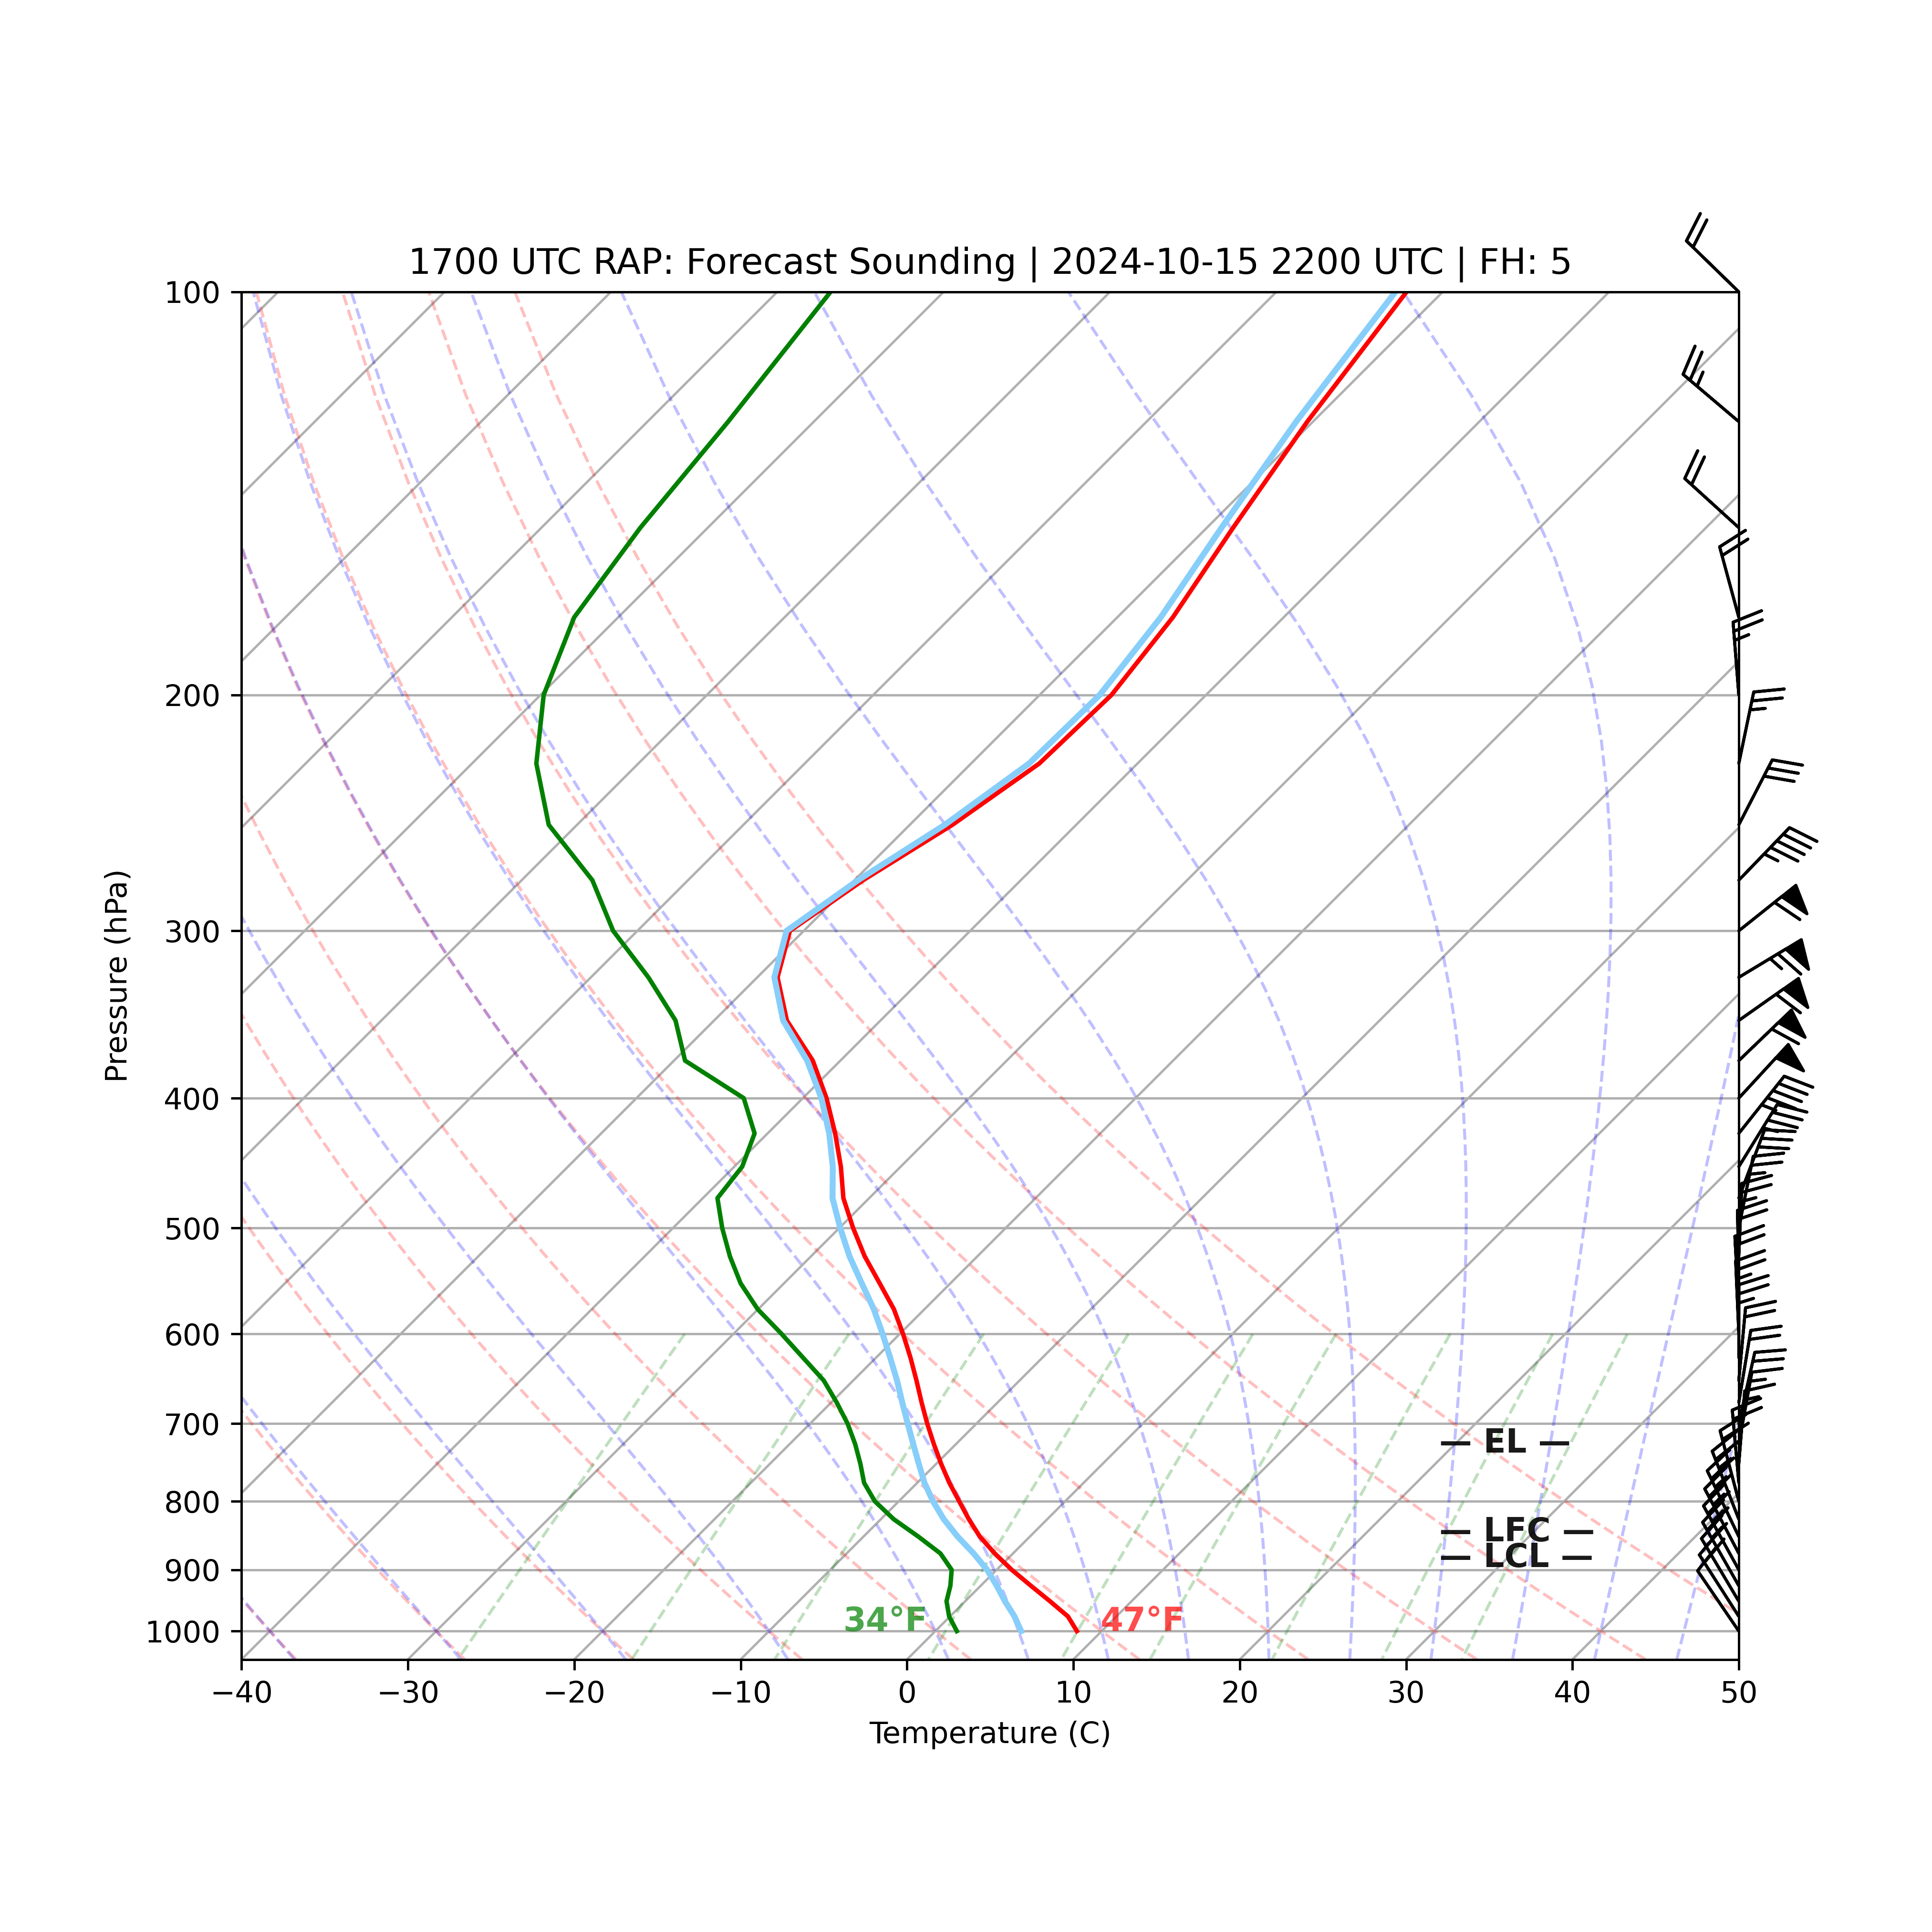 1700 UTC RAP: Forecast Sounding | 2024-10-15 2200 UTC | FH: 5
100
200
300
400
500
600
700
800
900
1000
Pressure (hPa)
— EL —
— LFC —
— LCL —
34°F
47°F
−40 −30 −20 −10 0 10 20 30 40 50
Temperature (C)